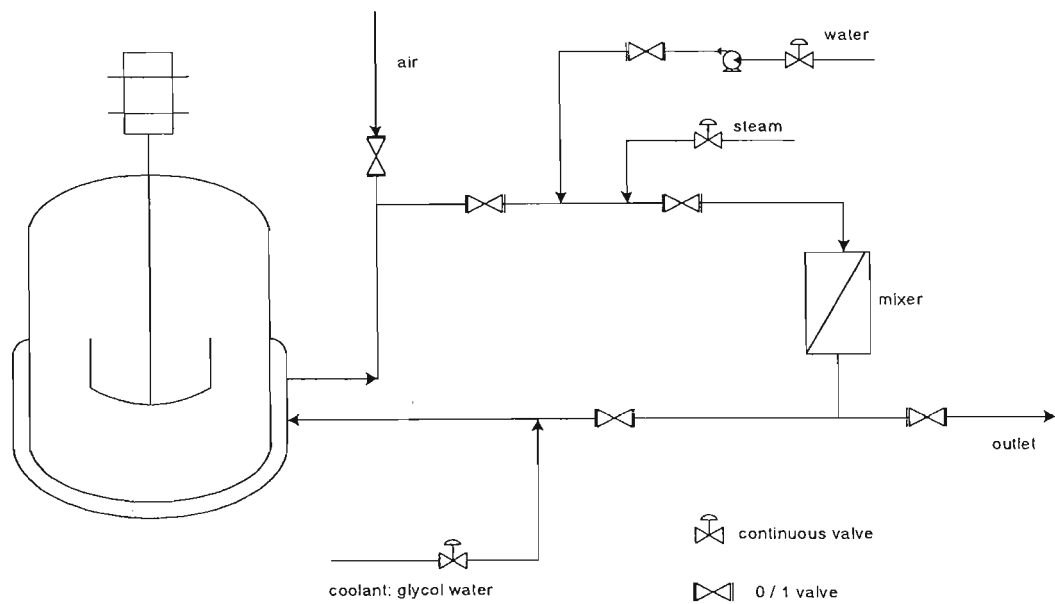 water
air
steam
mixer
outlet
continuous valve
coolant: glycol water
0 / 1 valve